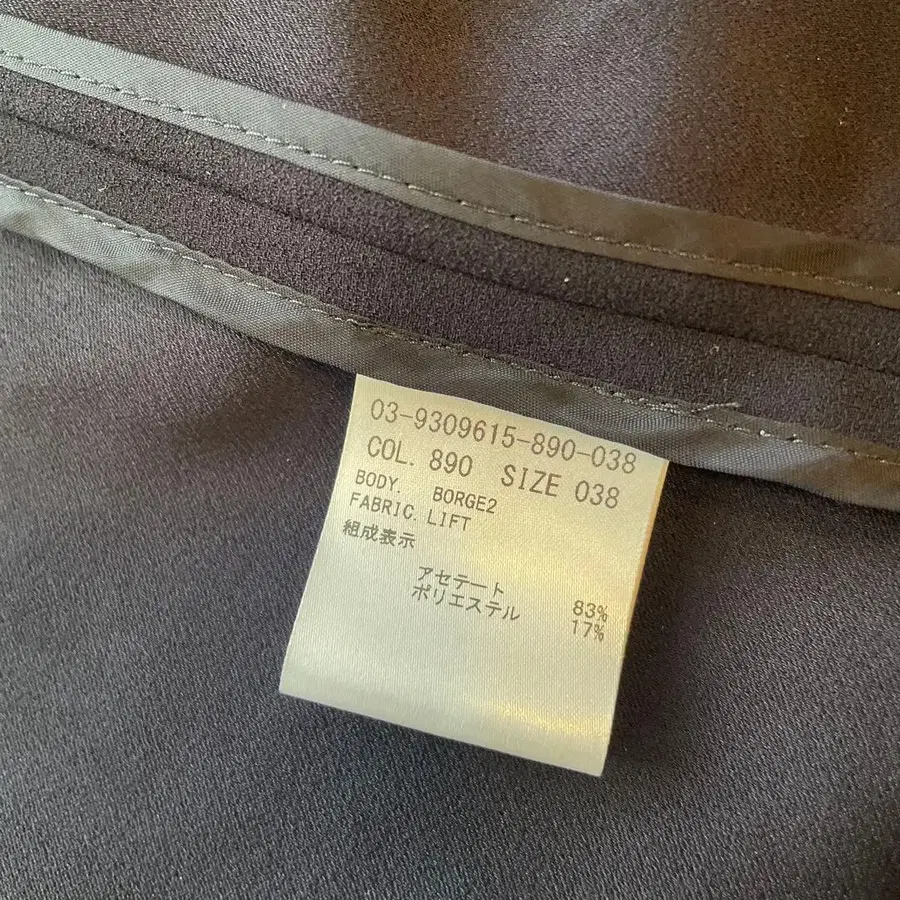 03-9309615-890-038
COL. 890 SIZE 038
BODY. BORGE2
FABRIC. LIFT
組成表示
アセテート 83%
ポリエステル 17%